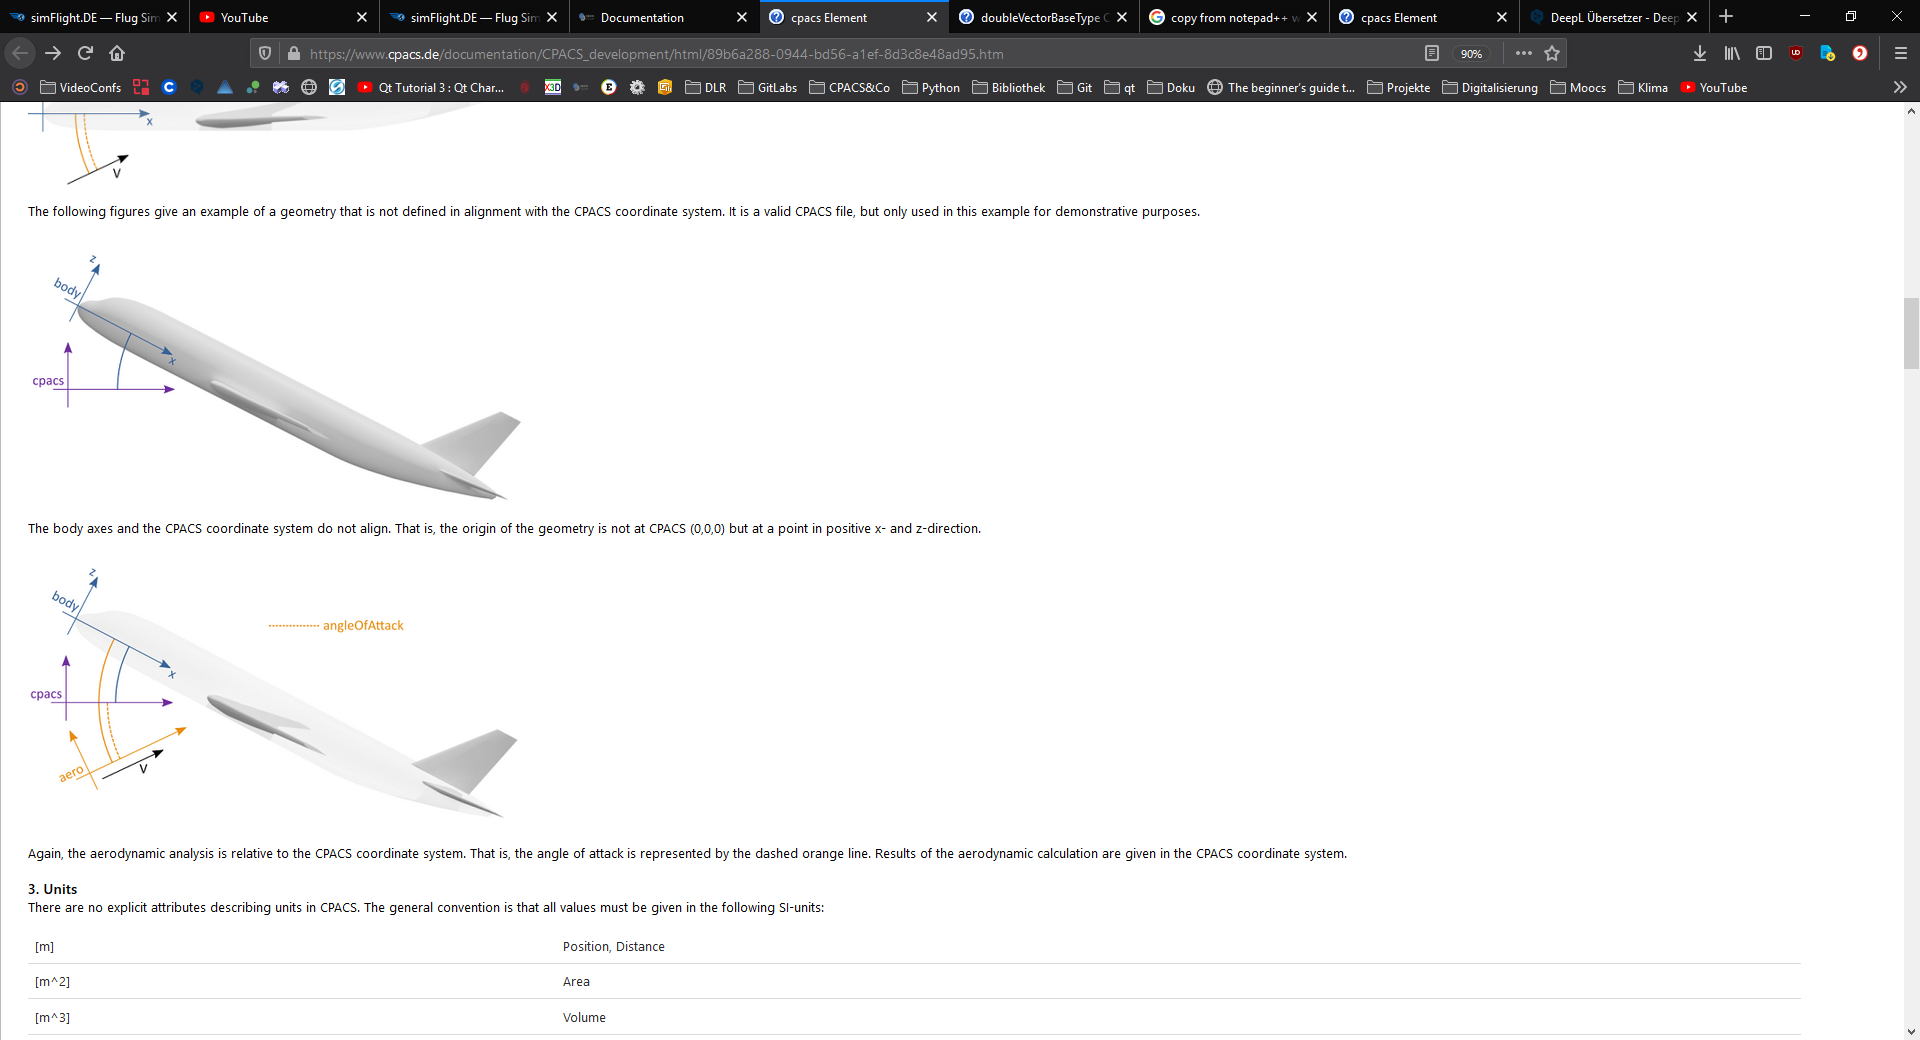 simFlight.DE — Flug Sim
YouTube
simFlight.DE — Flug Sim
Documentation
cpacs Element
doubleVectorBaseType C
copy from notepad++ w
cpacs Element
DeepL Übersetzer - Deep
https://www.cpacs.de/documentation/CPACS_development/html/89b6a288-0944-bd56-a1ef-8d3c8e48ad95.htm
90%
VideoConfs
Qt Tutorial 3 : Qt Char...
DLR
GitLabs
CPACS&Co
Python
Bibliothek
Git
qt
Doku
The beginner's guide t...
Projekte
Digitalisierung
Moocs
Klima
YouTube
x
V
The following figures give an example of a geometry that is not defined in alignment with the CPACS coordinate system. It is a valid CPACS file, but only used in this example for demonstrative purposes.
z
body
x
cpacs
The body axes and the CPACS coordinate system do not align. That is, the origin of the geometry is not at CPACS (0,0,0) but at a point in positive x- and z-direction.
z
body
angleOfAttack
x
cpacs
aero
V
Again, the aerodynamic analysis is relative to the CPACS coordinate system. That is, the angle of attack is represented by the dashed orange line. Results of the aerodynamic calculation are given in the CPACS coordinate system.
3. Units
There are no explicit attributes describing units in CPACS. The general convention is that all values must be given in the following SI-units:
[m] Position, Distance
[m^2] Area
[m^3] Volume